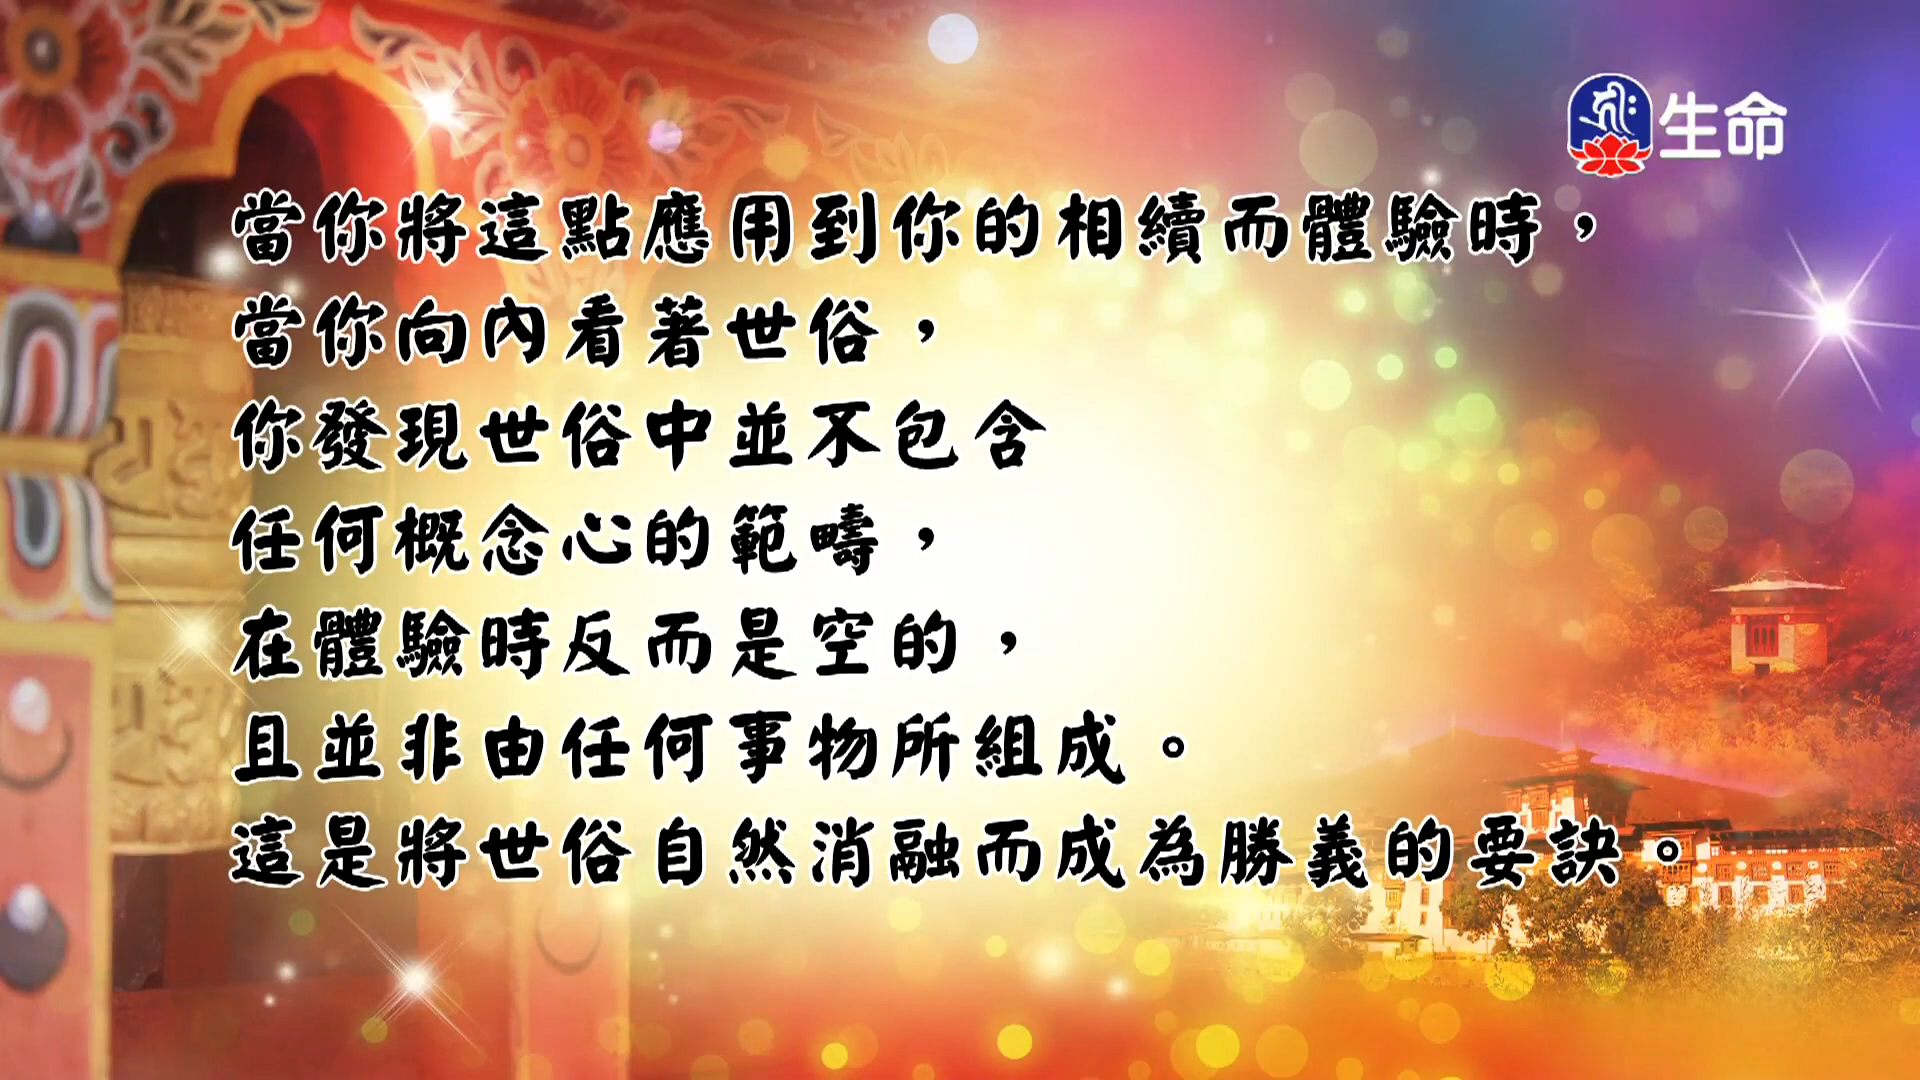 生命
當你將這點應用到你的相續而體驗時，
當你向內看著世俗，
你發現世俗中並不包含
任何概念心的範疇，
在體驗時反而是空的，
且並非由任何事物所組成。
這是將世俗自然消融而成為勝義的要訣。